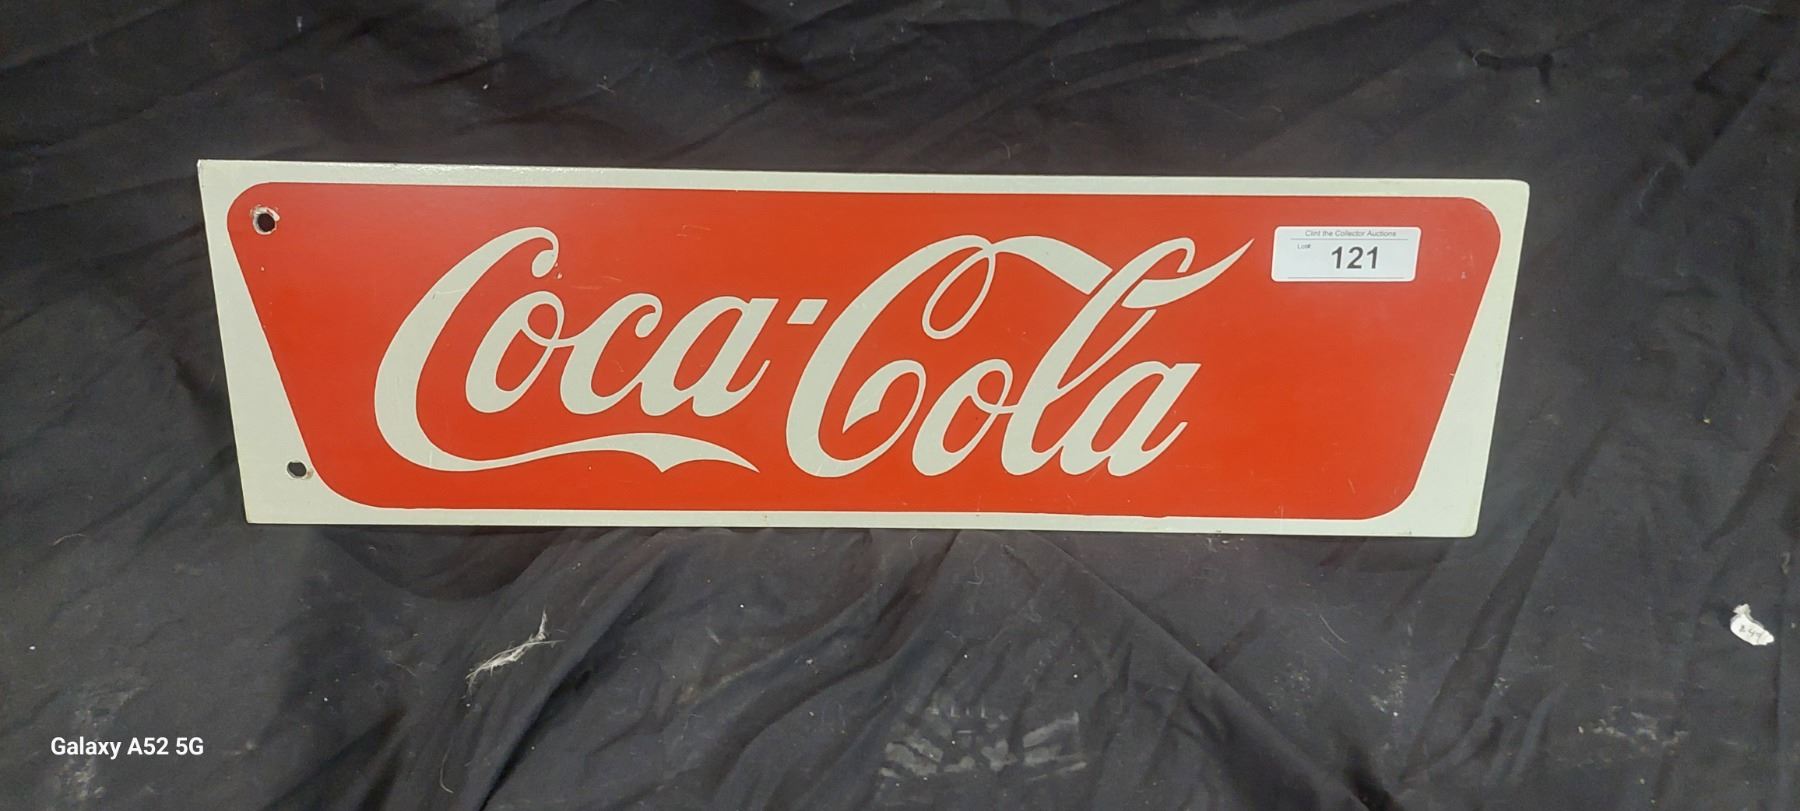 Coca-Cola
Clint the Collector Auctions
Lot#
121
Galaxy A52 5G